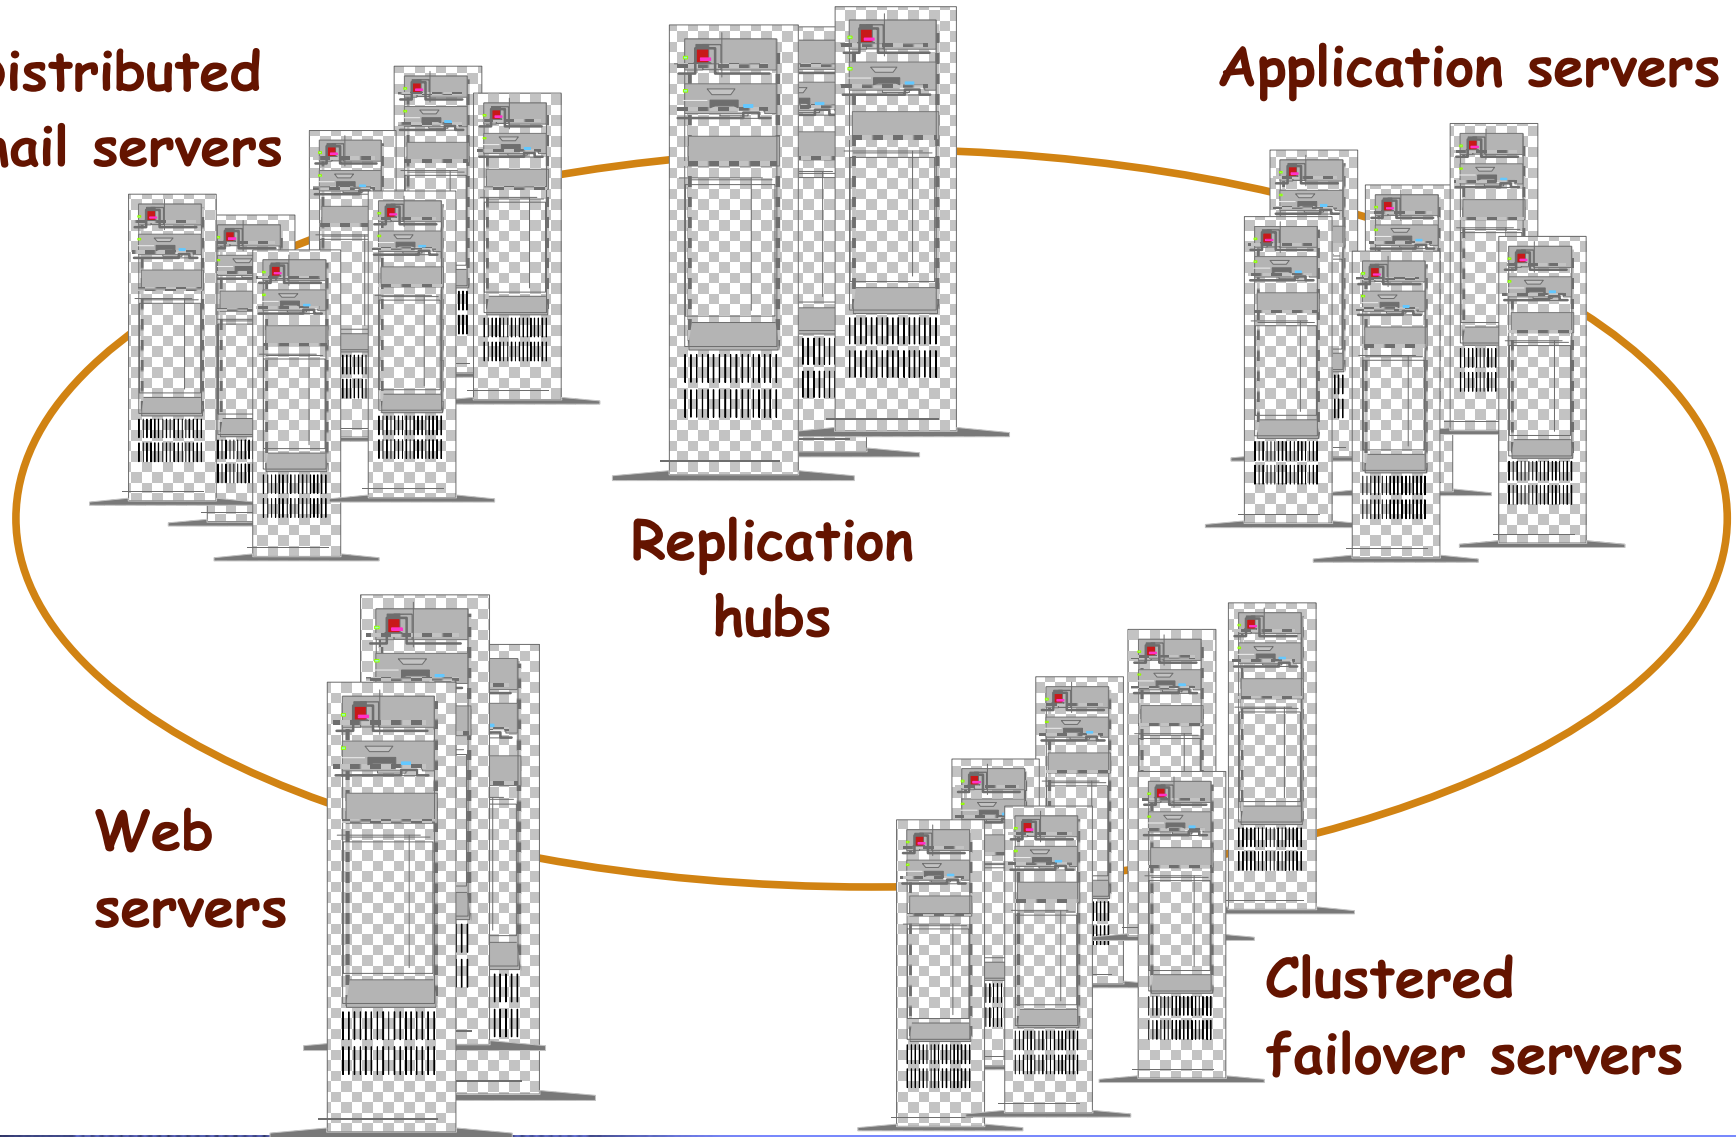 istributed
ail servers
Application servers
Replication
hubs
Web
servers
Clustered
failover servers